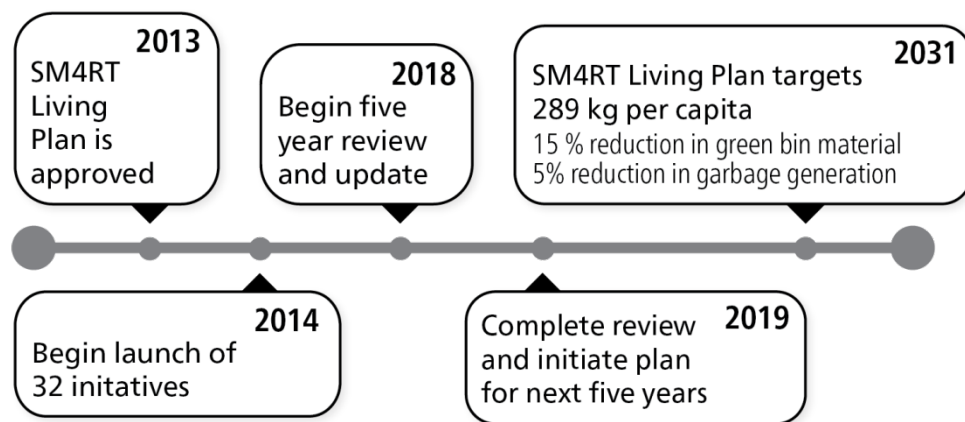 2013
SM4RT
Living
Plan is
approved
2014
Begin launch of
32 initatives
2018
Begin five
year review
and update
2019
Complete review
and initiate plan
for next five years
2031
SM4RT Living Plan targets
289 kg per capita
15 % reduction in green bin material
5% reduction in garbage generation